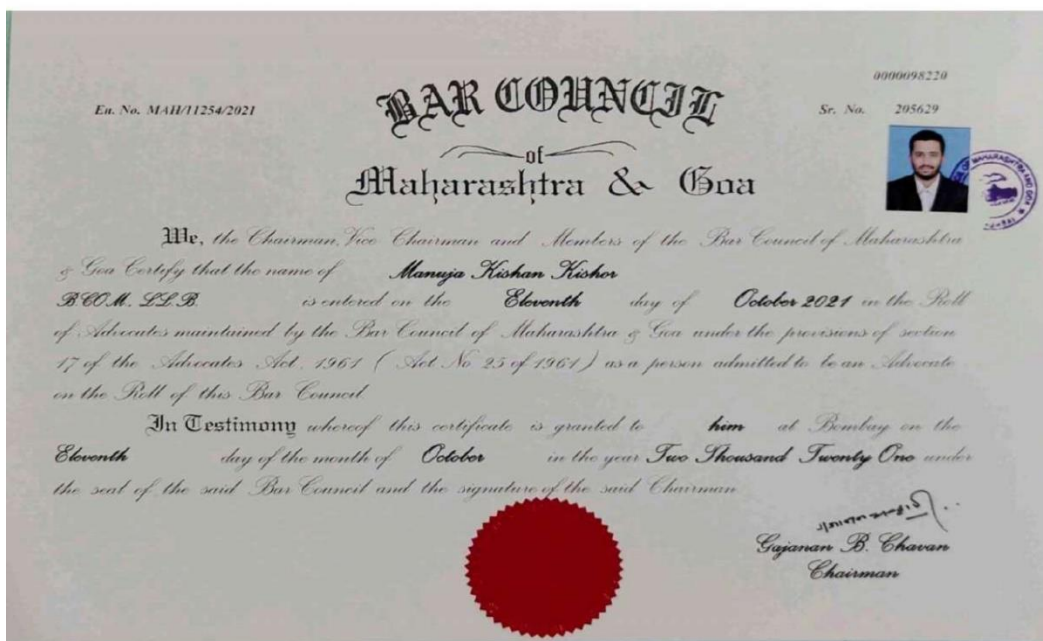 0000098220
En. No. MAH/11254/2021
Sr. No. 205629
BAR COUNCIL
of
Maharashtra & Goa
We, the Chairman, Vice Chairman and Members of the Bar Council of Maharashtra
& Goa Certify that the name of Manuja Kishan Kishor
B.COM. LL.B. is entered on the Eleventh day of October 2021 in the Roll
of Advocates maintained by the Bar Council of Maharashtra & Goa under the provisions of section
17 of the Advocates Act, 1961 ( Act No 25 of 1961 ) as a person admitted to be an Advocate
on the Roll of this Bar Council.
In Testimony whereof this certificate is granted to him at Bombay on the
Eleventh day of the month of October in the year Two Thousand Twenty One under
the seal of the said Bar Council and the signature of the said Chairman
Gajanan B. Chavan
Chairman